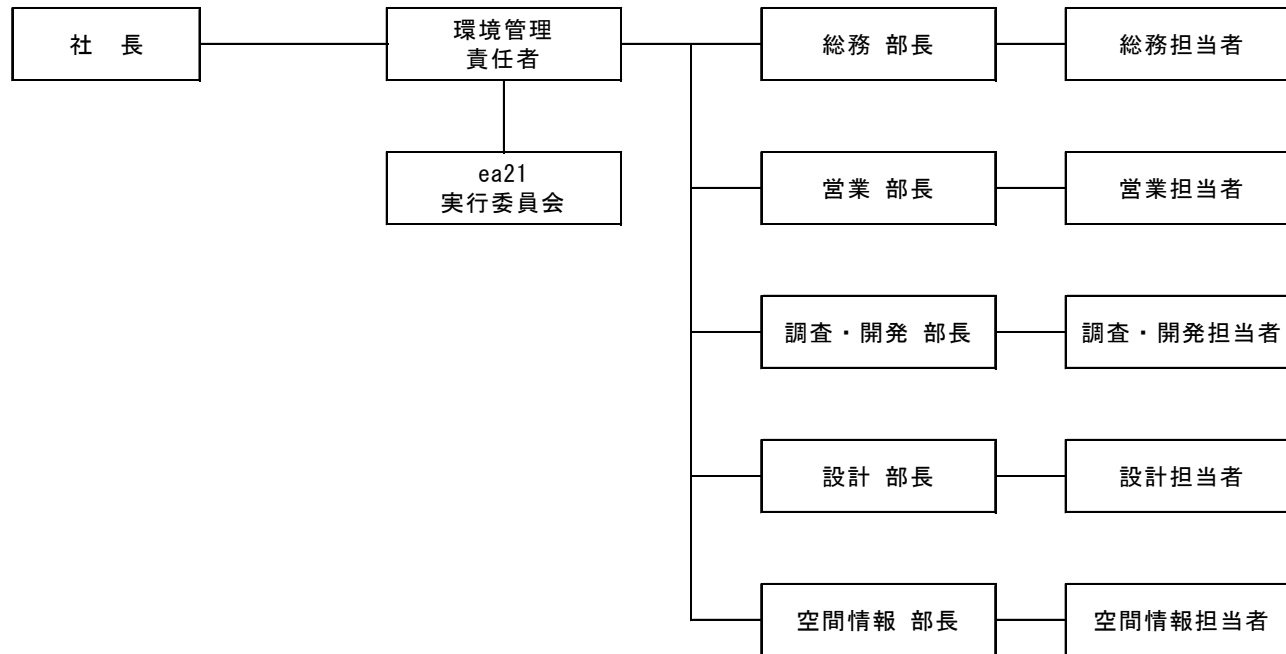 社　長
環境管理
責任者
総務 部長
総務担当者
ea21
実行委員会
営業 部長
営業担当者
調査・開発 部長
調査・開発担当者
設計 部長
設計担当者
空間情報 部長
空間情報担当者